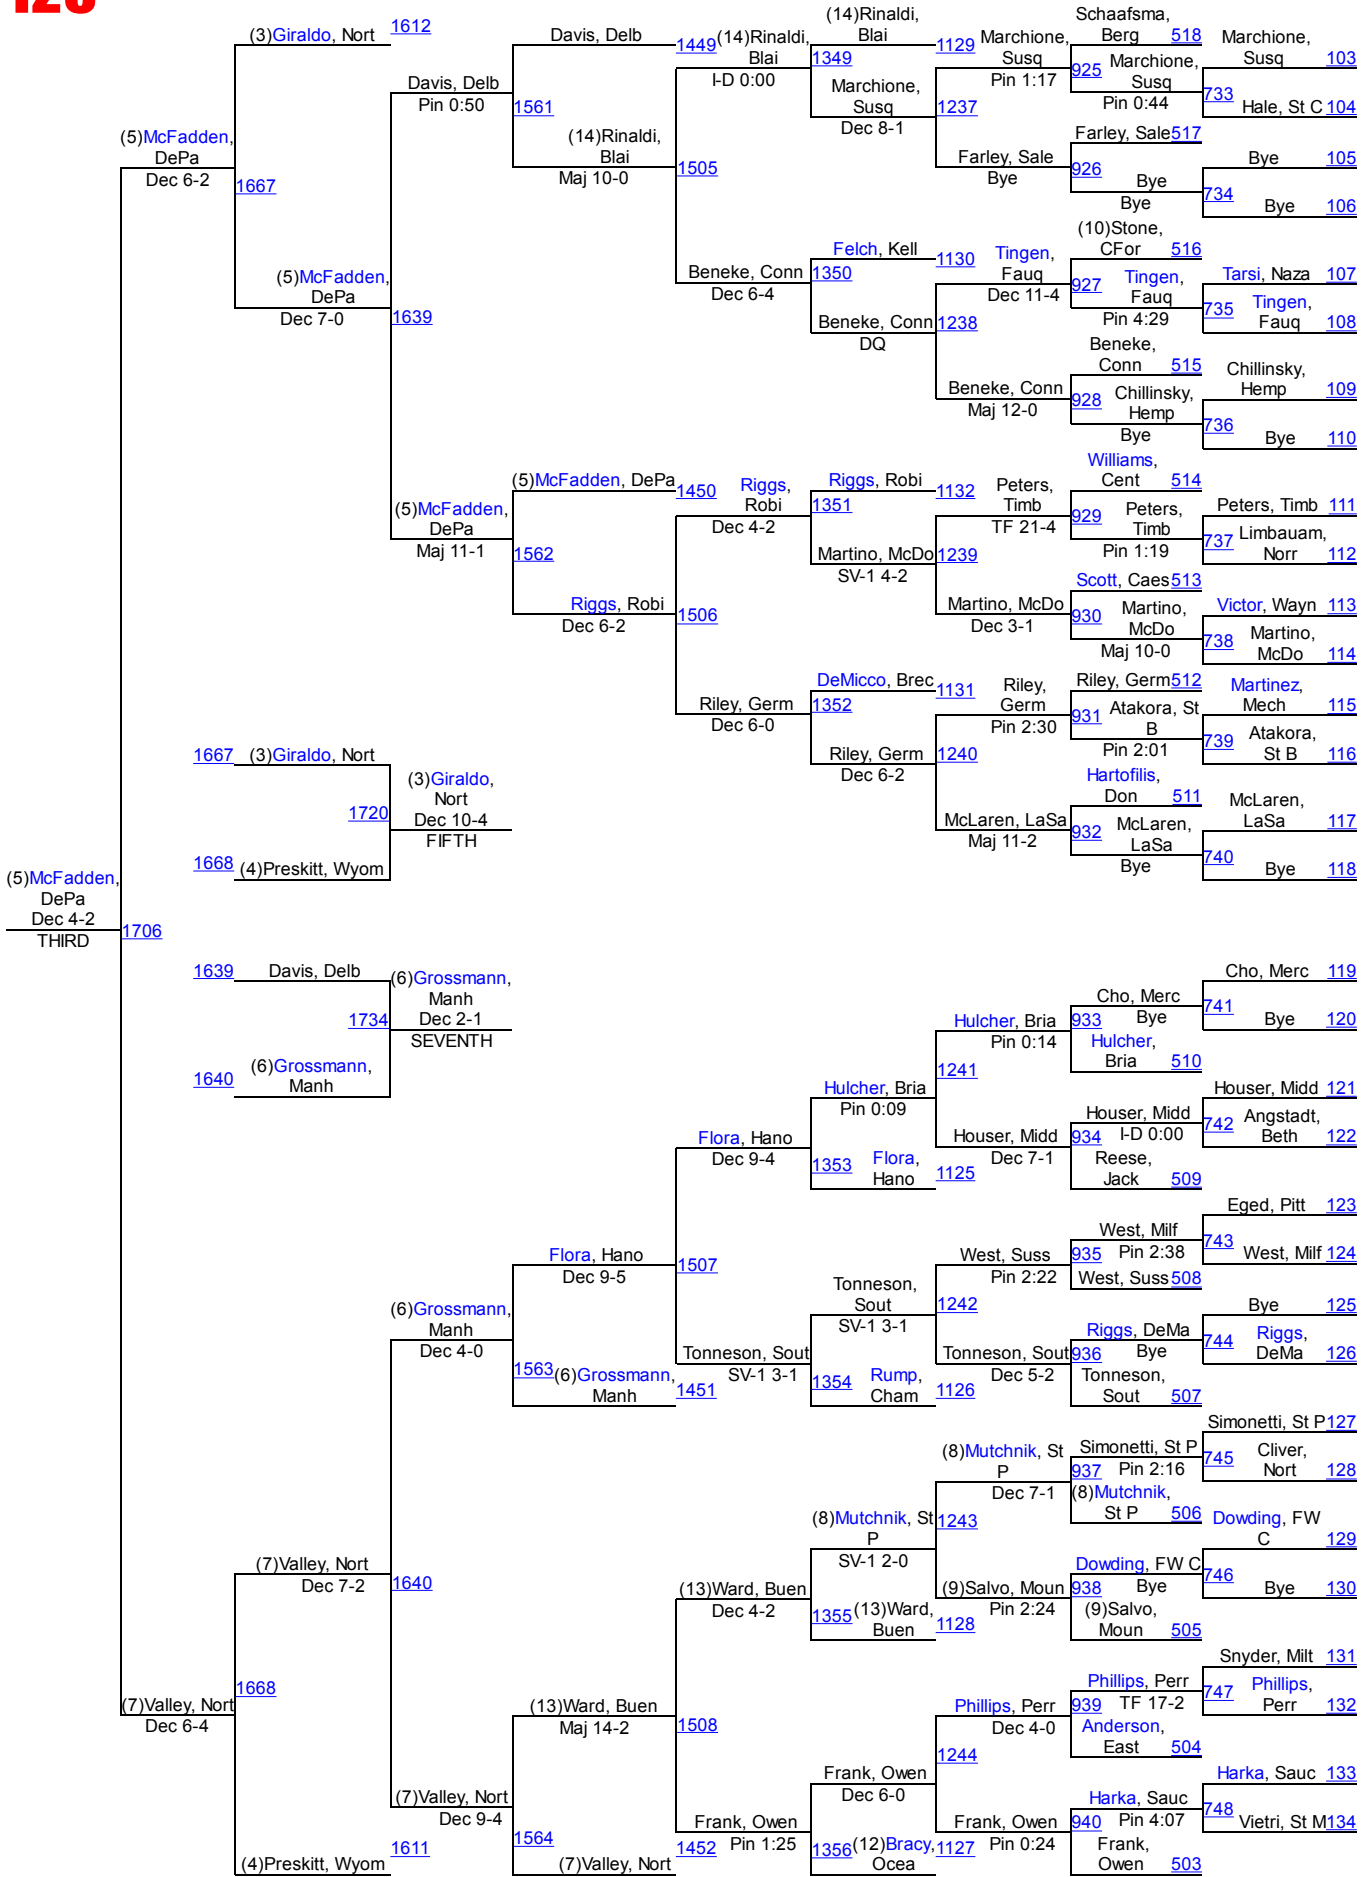 (3)Giraldo, Nort 1612
Davis, Delb
Pin 0:50
(5)McFadden,
DePa
Dec 6-2
1667
(5)McFadden,
DePa
Dec 7-0
1639
(5)McFadden,
DePa
Maj 11-1
Davis, Delb 1449
1561
(14)Rinaldi,
Blai
Maj 10-0
(14)Rinaldi,
Blai
I-D 0:00
1505
Beneke, Conn
Dec 6-4
(14)Rinaldi,
Blai 1129
1349
Marchione,
Susq
Dec 8-1
Felch, Kell 1130
1350
Beneke, Conn
DQ
Marchione,
Susq
Pin 1:17
1237
Farley, Sale
Bye
Tingen,
Fauq
Dec 11-4
1238
Beneke, Conn
Maj 12-0
Schaafsma,
Berg 518
925
Marchione,
Susq
Pin 0:44
Farley, Sale 517
926
Bye
Bye
(10)Stone,
CFor 516
927
Tingen,
Fauq
Pin 4:29
Beneke,
Conn 515
928
Chillinsky,
Hemp
Bye
Marchione,
Susq 103
733
Hale, St C 104
Bye 105
734
Bye 106
Tarsi, Naza 107
735
Tingen,
Fauq 108
Chillinsky,
Hemp 109
736
Bye 110
(5)McFadden, DePa 1450
1562
Riggs, Robi
Dec 6-2
Riggs,
Robi
Dec 4-2
1506
Riley, Germ
Dec 6-0
Riggs, Robi 1132
1351
Martino, McDo
SV-1 4-2
DeMicco, Brec 1131
1352
Riley, Germ
Dec 6-2
Peters,
Timb
TF 21-4
1239
Martino, McDo
Dec 3-1
Riley,
Germ
Pin 2:30
1240
McLaren, LaSa
Maj 11-2
Williams,
Cent 514
929
Peters,
Timb
Pin 1:19
Scott, Caes 513
930
Martino,
McDo
Maj 10-0
Riley, Germ 512
931
Atakora, St
B
Pin 2:01
Hartofilis,
Don 511
932
McLaren,
LaSa
Bye
Peters, Timb 111
737
Limbauam,
Norr 112
Victor, Wayn 113
738
Martino,
McDo 114
Martinez,
Mech 115
739
Atakora,
St B 116
McLaren,
LaSa 117
740
Bye 118
1667 (3)Giraldo, Nort
1720
1668 (4)Preskitt, Wyom
(3)Giraldo,
Nort
Dec 10-4
FIFTH
(5)McFadden,
DePa
Dec 4-2
THIRD
1706
1639 Davis, Delb
1734
1640
(6)Grossmann,
Manh
(6)Grossmann,
Manh
Dec 2-1
SEVENTH
Cho, Merc 119
741
Bye 120
Houser, Midd 121
742
Angstadt,
Beth 122
Eged, Pitt 123
743
West, Milf 124
Bye 125
744
Riggs,
DeMa 126
Cho, Merc
933
Bye
Hulcher,
Bria 510
Houser, Midd
934
I-D 0:00
Reese,
Jack 509
West, Milf
935
Pin 2:38
West, Suss 508
Riggs, DeMa
936
Bye
Tonneson,
Sout 507
Hulcher, Bria
Pin 0:14
1241
Houser, Midd
Dec 7-1
West, Suss
Pin 2:22
1242
Tonneson, Sout
Dec 5-2
Hulcher, Bria
Pin 0:09
1353
Flora,
Hano 1125
Tonneson,
Sout
SV-1 3-1
1354
Rump,
Cham 1126
Flora, Hano
Dec 9-4
1507
Tonneson, Sout
SV-1 3-1
Flora, Hano
Dec 9-5
1563
(6)Grossmann,
Manh 1451
(6)Grossmann,
Manh
Dec 4-0
(7)Valley, Nort
Dec 7-2
1640
(7)Valley, Nort
Dec 9-4
1668
(7)Valley, Nort
Dec 6-4
(4)Preskitt, Wyom 1611
(13)Ward, Buen
Maj 14-2
1564
(7)Valley, Nort 1452
(13)Ward, Buen
Dec 4-2
1508
Frank, Owen
Pin 1:25
(8)Mutchnik, St
P
SV-1 2-0
1355
(13)Ward,
Buen 1128
Frank, Owen
Dec 6-0
1356
(12)Bracy,
Ocea 1127
(8)Mutchnik, St
P
Dec 7-1
1243
(9)Salvo, Moun
Pin 2:24
Phillips, Perr
Dec 4-0
1244
Frank, Owen
Pin 0:24
Simonetti, St P
937
Pin 2:16
(8)Mutchnik,
St P 506
Dowding, FW C
938
Bye
(9)Salvo,
Moun 505
Phillips, Perr
939
TF 17-2
Anderson,
East 504
Harka, Sauc
940
Pin 4:07
Frank,
Owen 503
Simonetti, St P 127
745
Cliver,
Nort 128
Dowding, FW
C 129
746
Bye 130
Snyder, Milt 131
747
Phillips,
Perr 132
Harka, Sauc 133
748
Vietri, St M 134